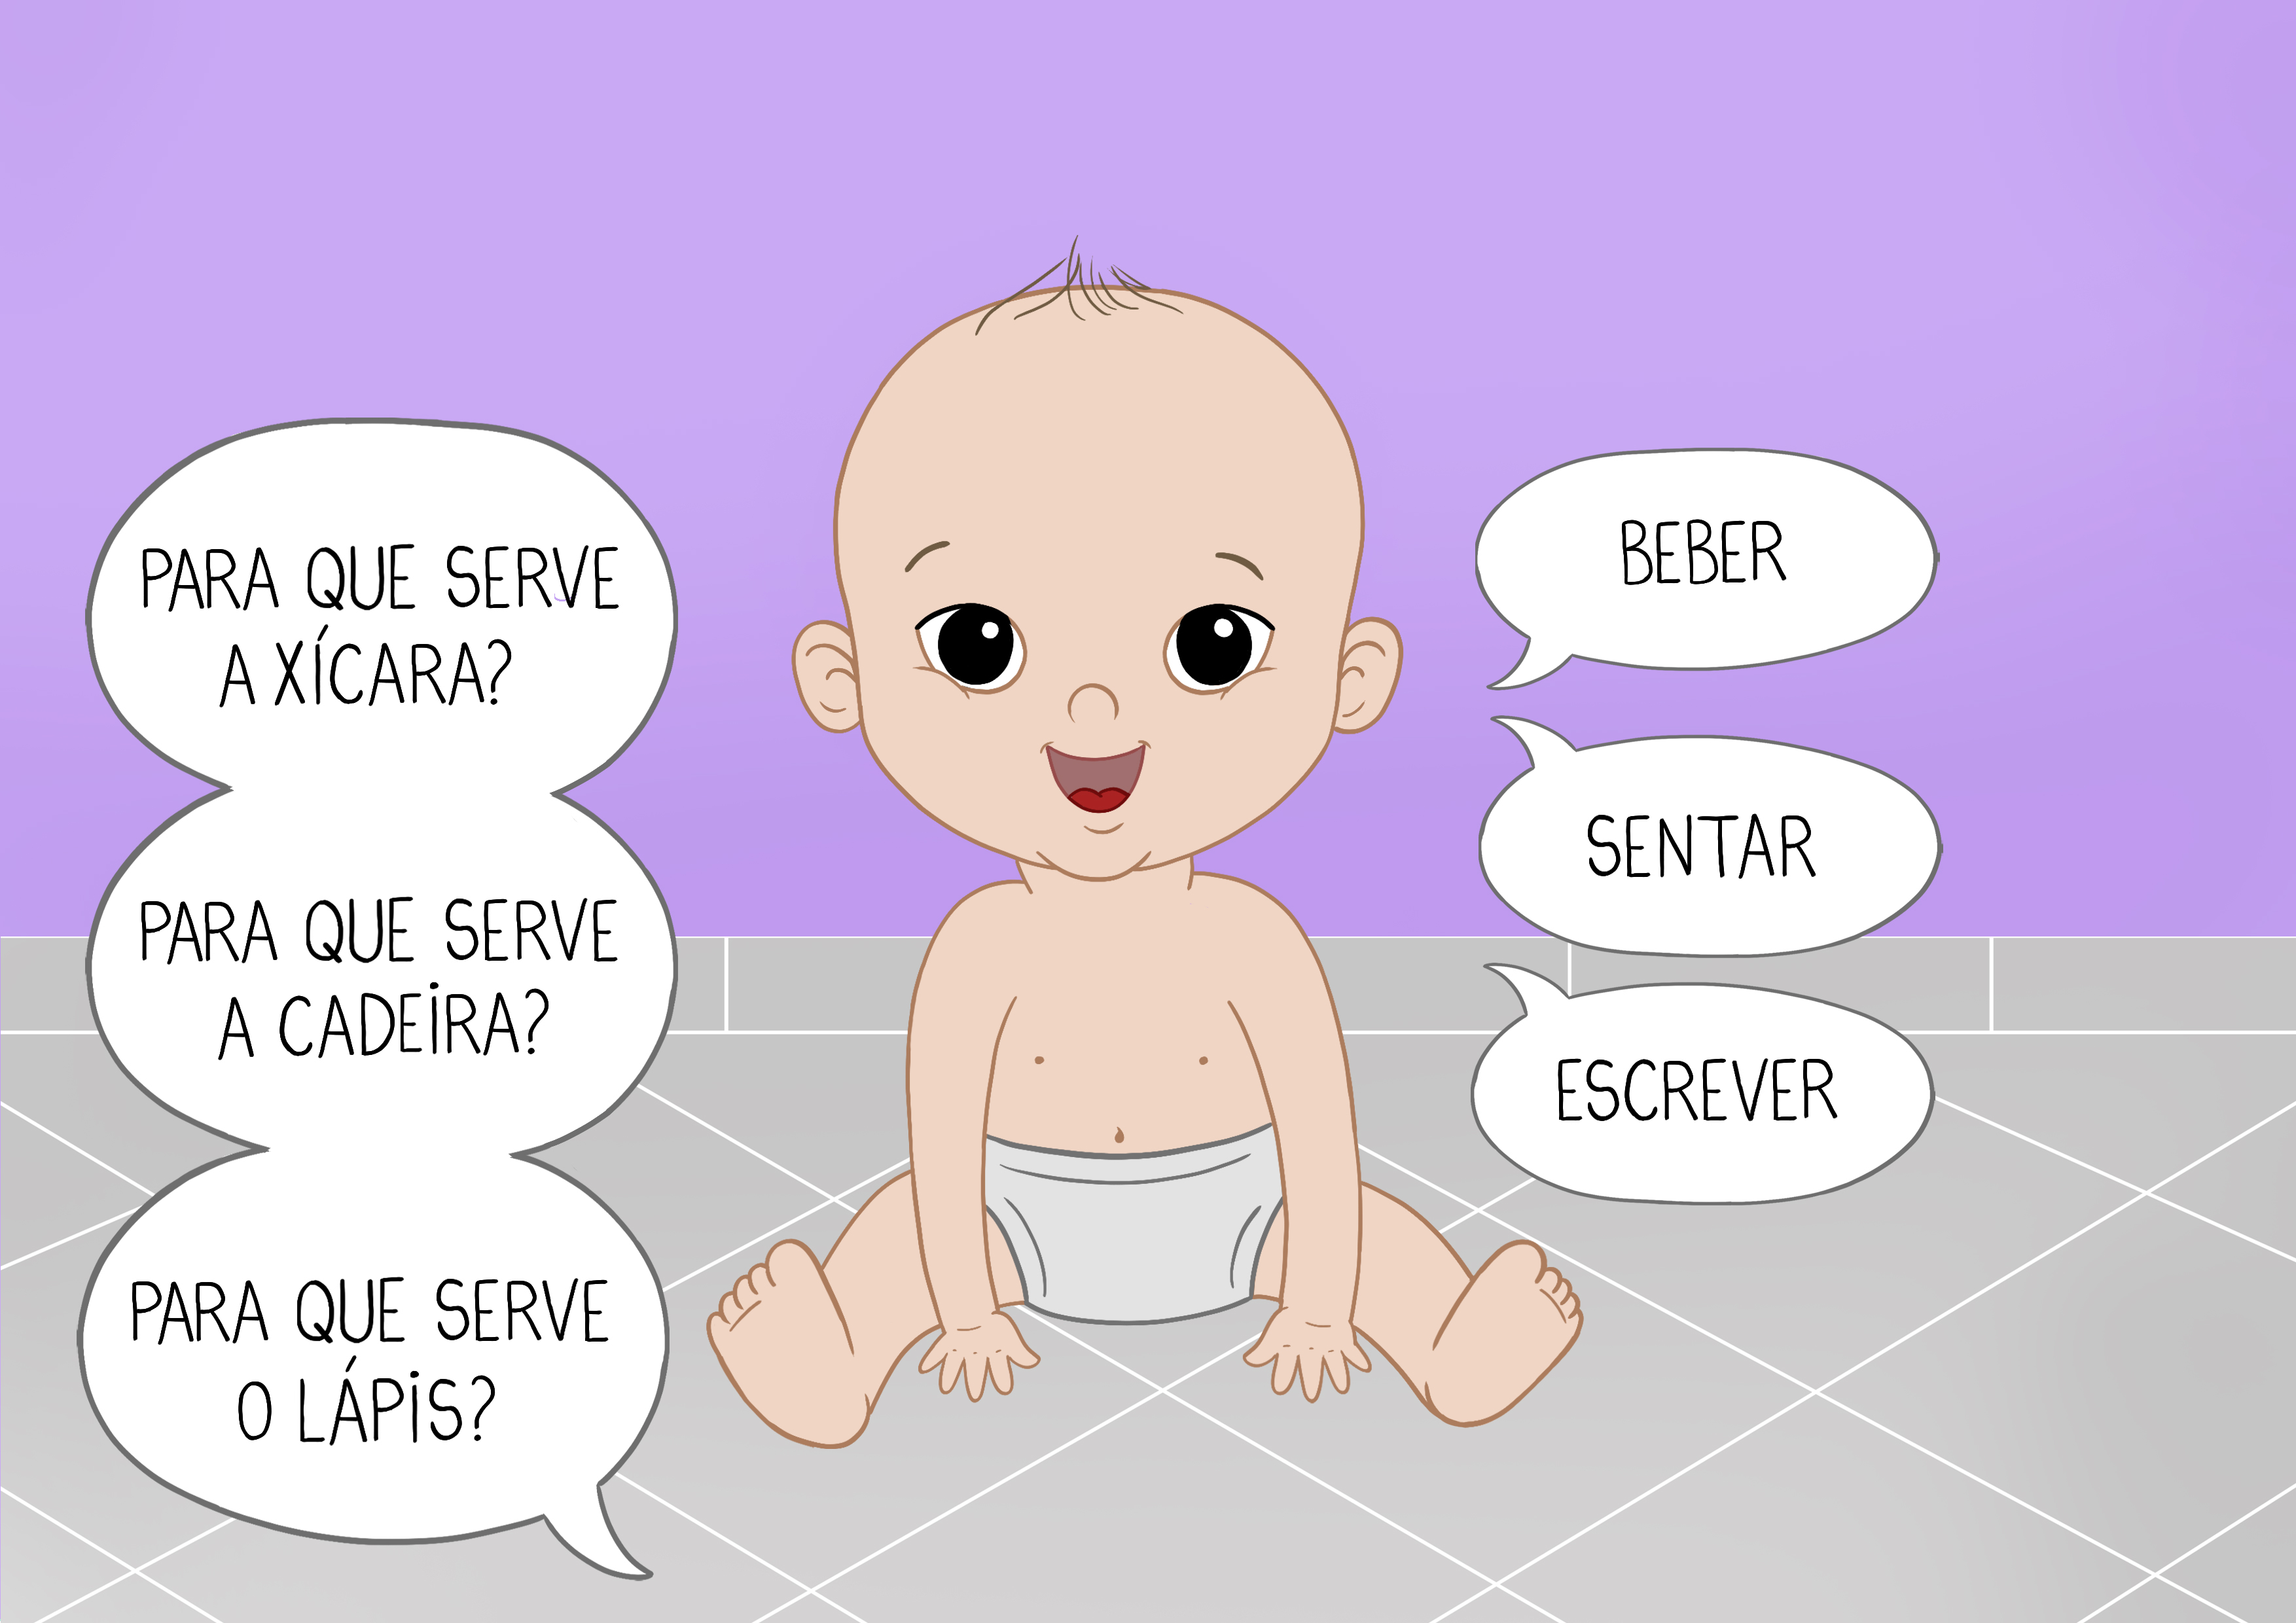 PARA QUE SERVE
A XÍCARA?
PARA QUE SERVE
A CADEIRA?
PARA QUE SERVE
O LÁPIS?
BEBER
SENTAR
ESCREVER